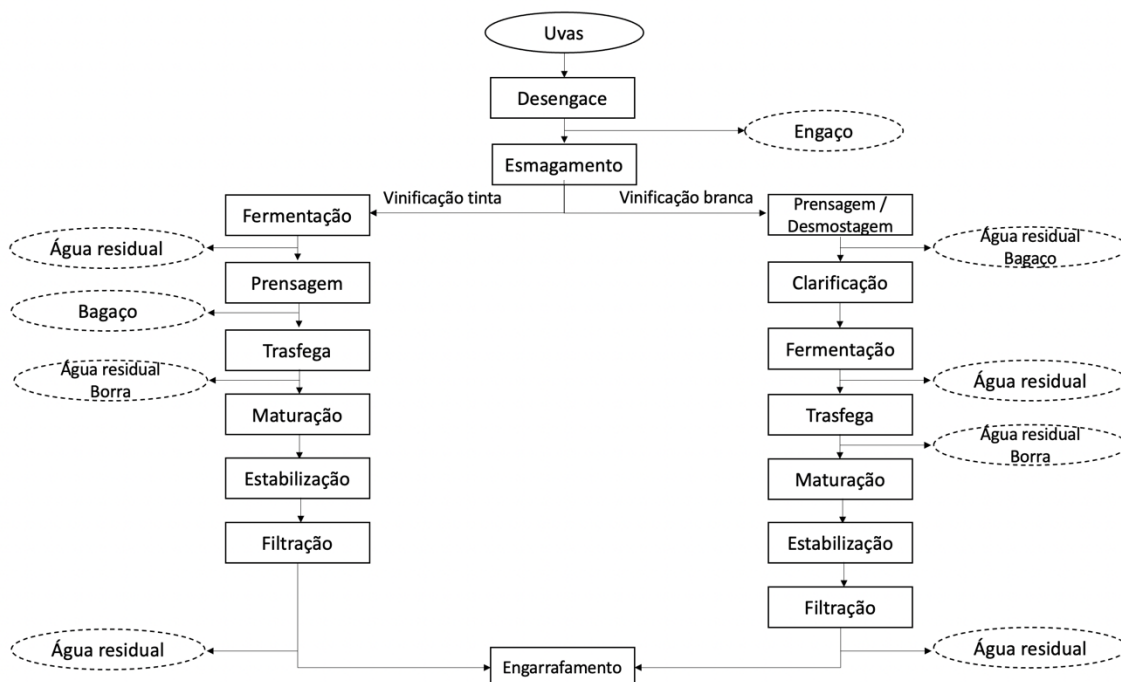 Uvas
Desengace
Engaço
Esmagamento
Vinificação tinta
Vinificação branca
Fermentação
Prensagem /
Desmostagem
Água residual
Água residual
Bagaço
Prensagem
Clarificação
Bagaço
Trasfega
Fermentação
Água residual
Borra
Água residual
Maturação
Trasfega
Água residual
Borra
Estabilização
Maturação
Filtração
Estabilização
Filtração
Água residual
Engarrafamento
Água residual